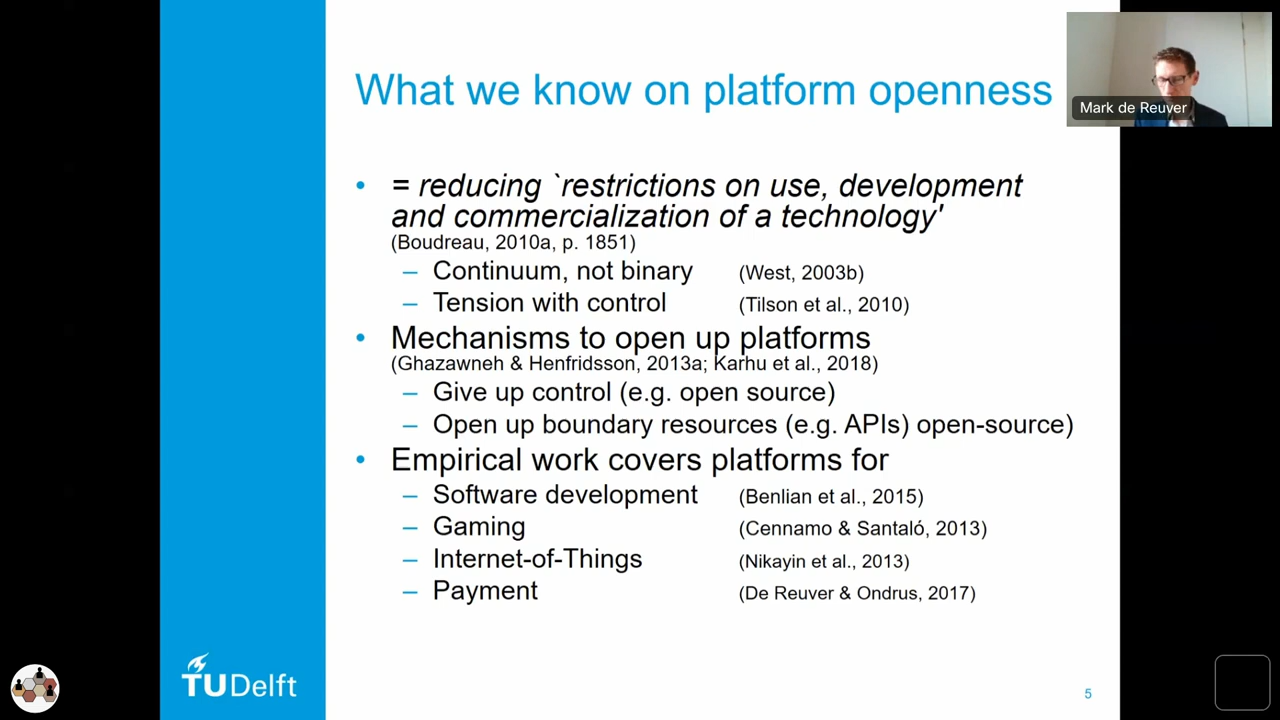 What we know on platform openness
Mark de Reuver
• = reducing `restrictions on use, development
and commercialization of a technology'
(Boudreau, 2010a, p. 1851)
– Continuum, not binary (West, 2003b)
– Tension with control (Tilson et al., 2010)
• Mechanisms to open up platforms
(Ghazawneh & Henfridsson, 2013a; Karhu et al., 2018)
– Give up control (e.g. open source)
– Open up boundary resources (e.g. APIs) open-source)
• Empirical work covers platforms for
– Software development (Benlian et al., 2015)
– Gaming (Cennamo & Santaló, 2013)
– Internet-of-Things (Nikayin et al., 2013)
– Payment (De Reuver & Ondrus, 2017)
TUDelft
5